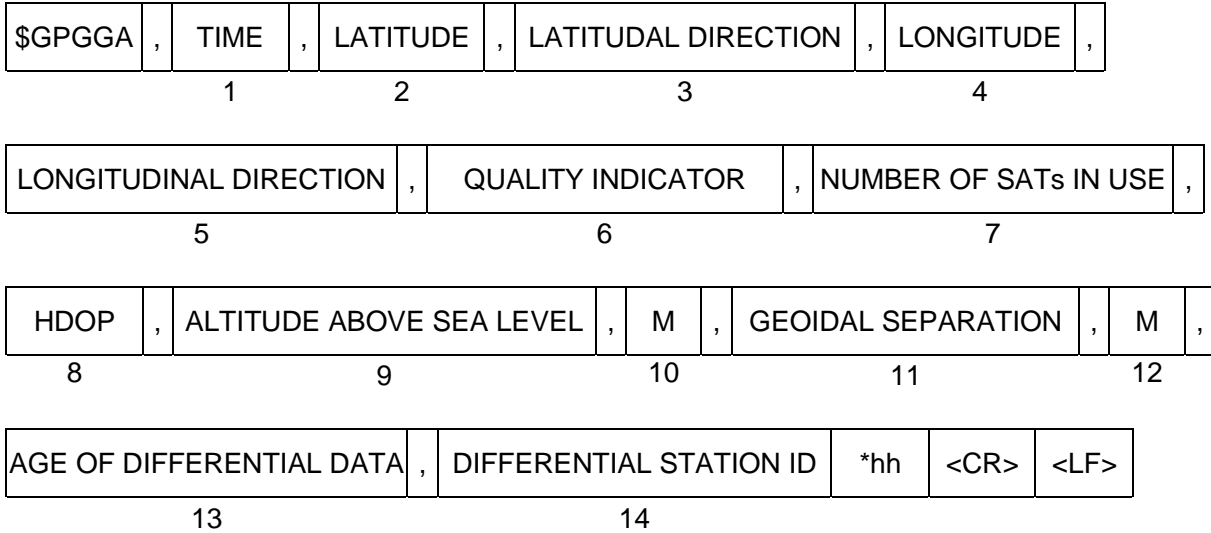 $GPGGA , TIME , LATITUDE , LATITUDAL DIRECTION , LONGITUDE ,
1 2 3 4
LONGITUDINAL DIRECTION , QUALITY INDICATOR , NUMBER OF SATs IN USE ,
5 6 7
HDOP , ALTITUDE ABOVE SEA LEVEL , M , GEOIDAL SEPARATION , M ,
8 9 10 11 12
AGE OF DIFFERENTIAL DATA , DIFFERENTIAL STATION ID *hh <CR> <LF>
13 14